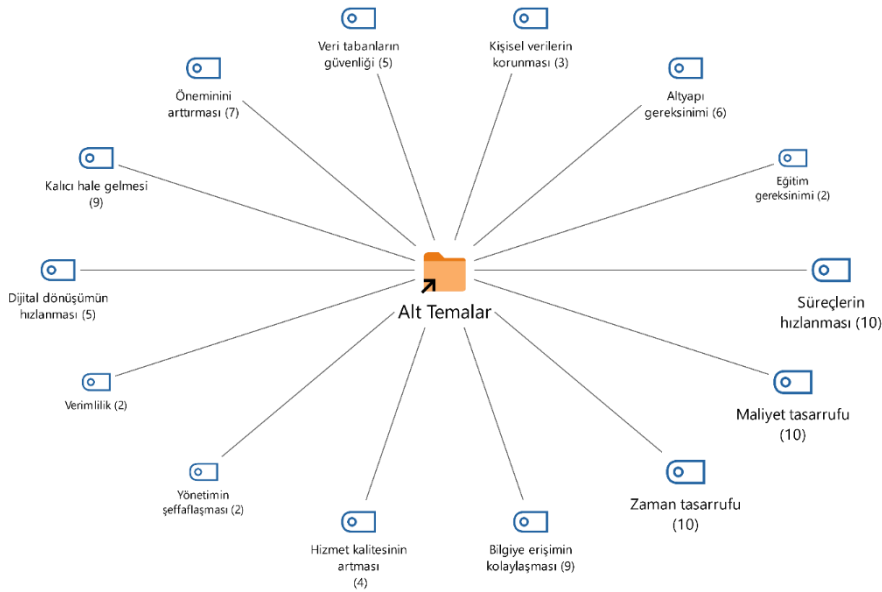 Veri tabanların
güvenliği (5)
Kişisel verilerin
korunması (3)
Öneminini
arttırması (7)
Altyapı
gereksinimi (6)
Kalıcı hale gelmesi
(9)
Eğitim
gereksinimi (2)
Dijital dönüşümün
hızlanması (5)
Alt Temalar
Süreçlerin
hızlanması (10)
Verimlilik (2)
Maliyet tasarrufu
(10)
Yönetimin
şeffaflaşması (2)
Zaman tasarrufu
(10)
Hizmet kalitesinin
artması
(4)
Bilgiye erişimin
kolaylaşması (9)